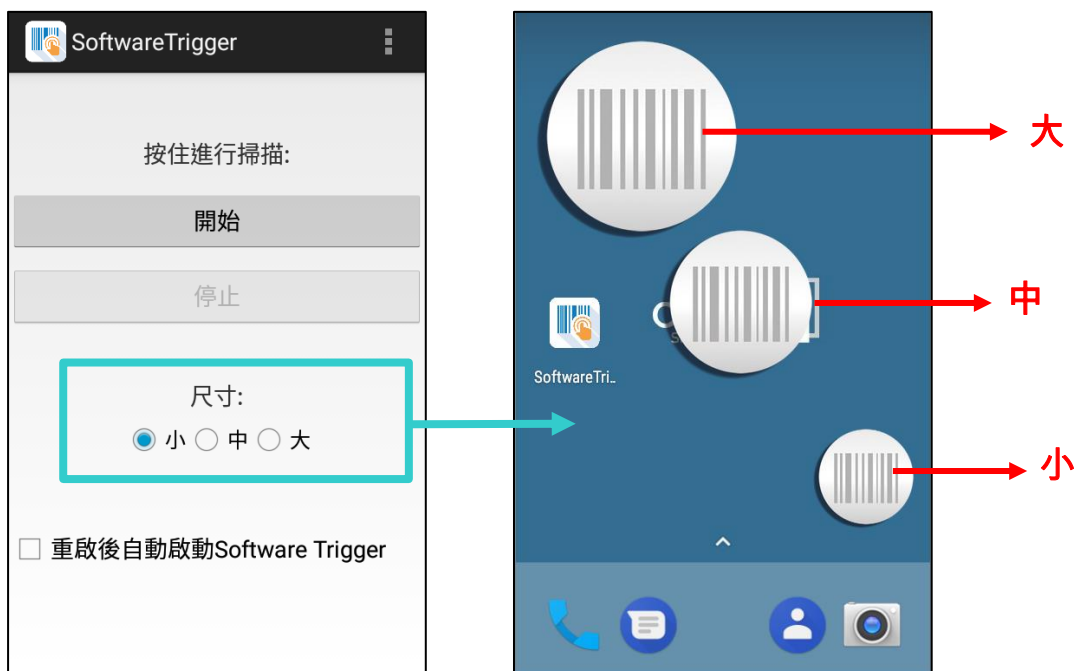 SoftwareTrigger
按住進行掃描:
開始
停止
尺寸:
小 中 大
重啟後自動啟動Software Trigger
大
中
SoftwareTri_
小